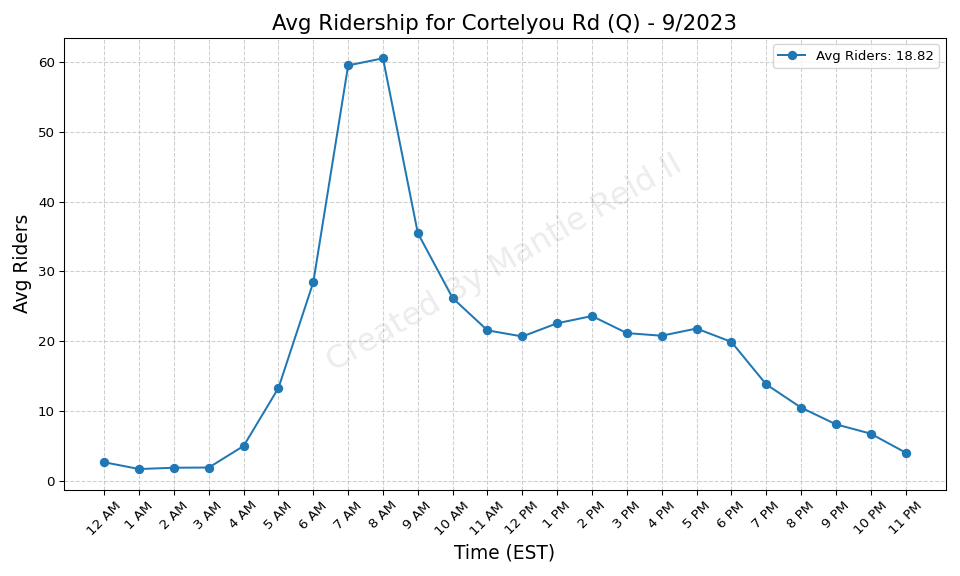 Avg Ridership for Cortelyou Rd (Q) - 9/2023
Avg Riders: 18.82
60
50
40
30
20
10
0
Avg Riders
Created By Mantie Reid II
12 AM
1 AM
2 AM
3 AM
4 AM
5 AM
6 AM
7 AM
8 AM
9 AM
10 AM
11 AM
12 PM
1 PM
2 PM
3 PM
4 PM
5 PM
6 PM
7 PM
8 PM
9 PM
10 PM
11 PM
Time (EST)